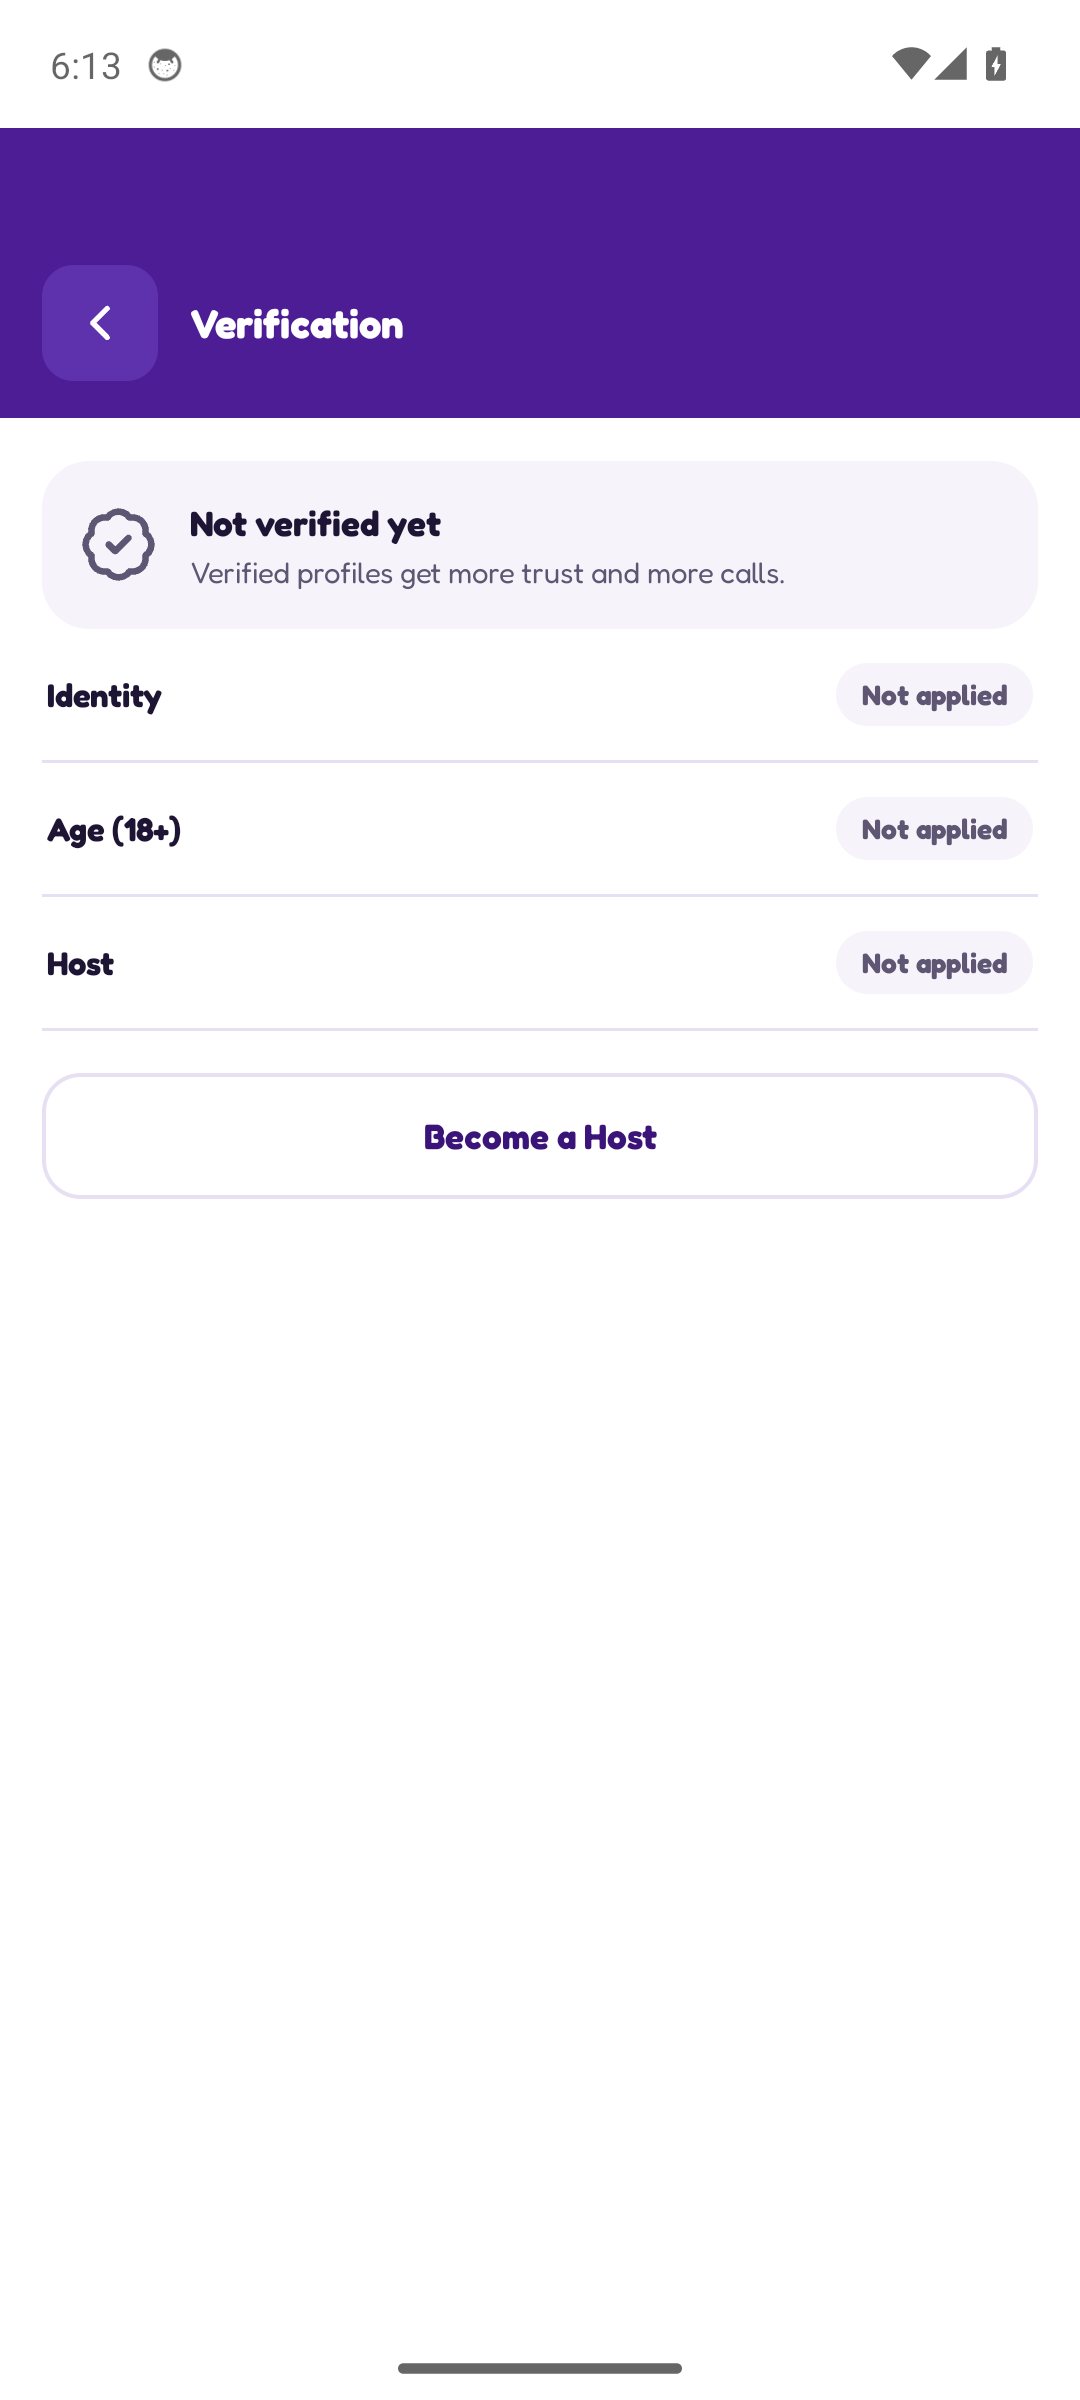 6:13
Verification
Not verified yet
Verified profiles get more trust and more calls.
Identity
Not applied
Age (18+)
Not applied
Host
Not applied
Become a Host